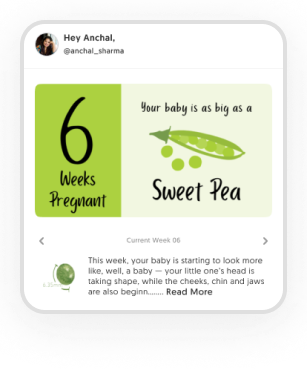 Hey Anchal,
@anchal_sharma
6
Weeks
Pregnant
Your baby is as big as a
Sweet Pea
Current Week 06
This week, your baby is starting to look more
like, well, a baby — your little one's head is
taking shape, while the cheeks, chin and jaws
are also beginn........ Read More